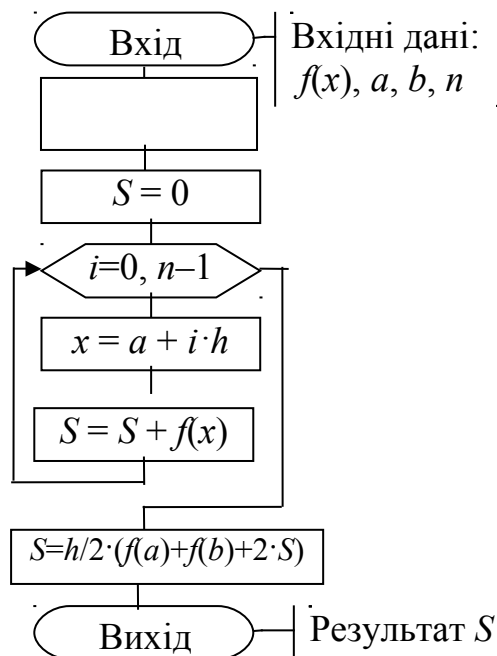 Вхід
Вхідні дані:
f(x), a, b, n
S = 0
i=0, n–1
x = a + i·h
S = S + f(x)
S=h/2·(f(a)+f(b)+2·S)
Вихід
Результат S